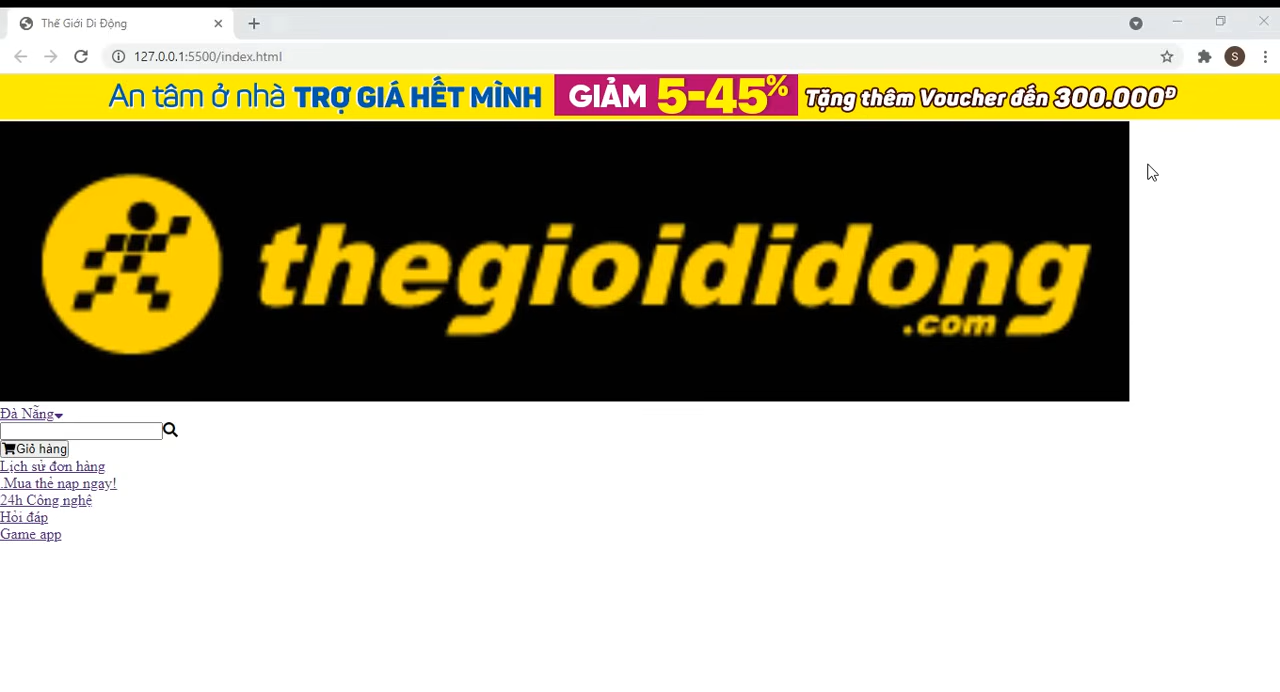 Thế Giới Di Động
127.0.0.1:5500/index.html
S
An tâm ở nhà TRỢ GIÁ HẾT MÌNH GIẢM 5-45% Tặng thêm Voucher đến 300.000Đ
thegioididong
.com
Đà Nẵng
Giỏ hàng
Lịch sử đơn hàng
.Mua thẻ nạp ngay!
24h Công nghệ
Hỏi đáp
Game app